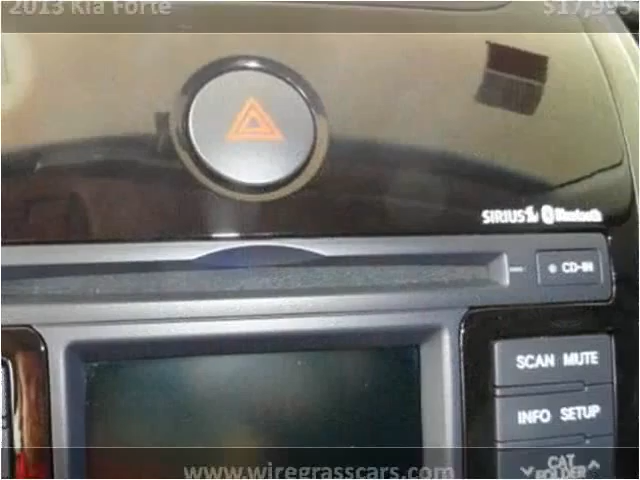 2013 Kia Forte $17,995
SIRIUS Bluetooth
CD-IN
SCAN MUTE
INFO SETUP
CAT
FOLDER
www.wiregrasscars.com